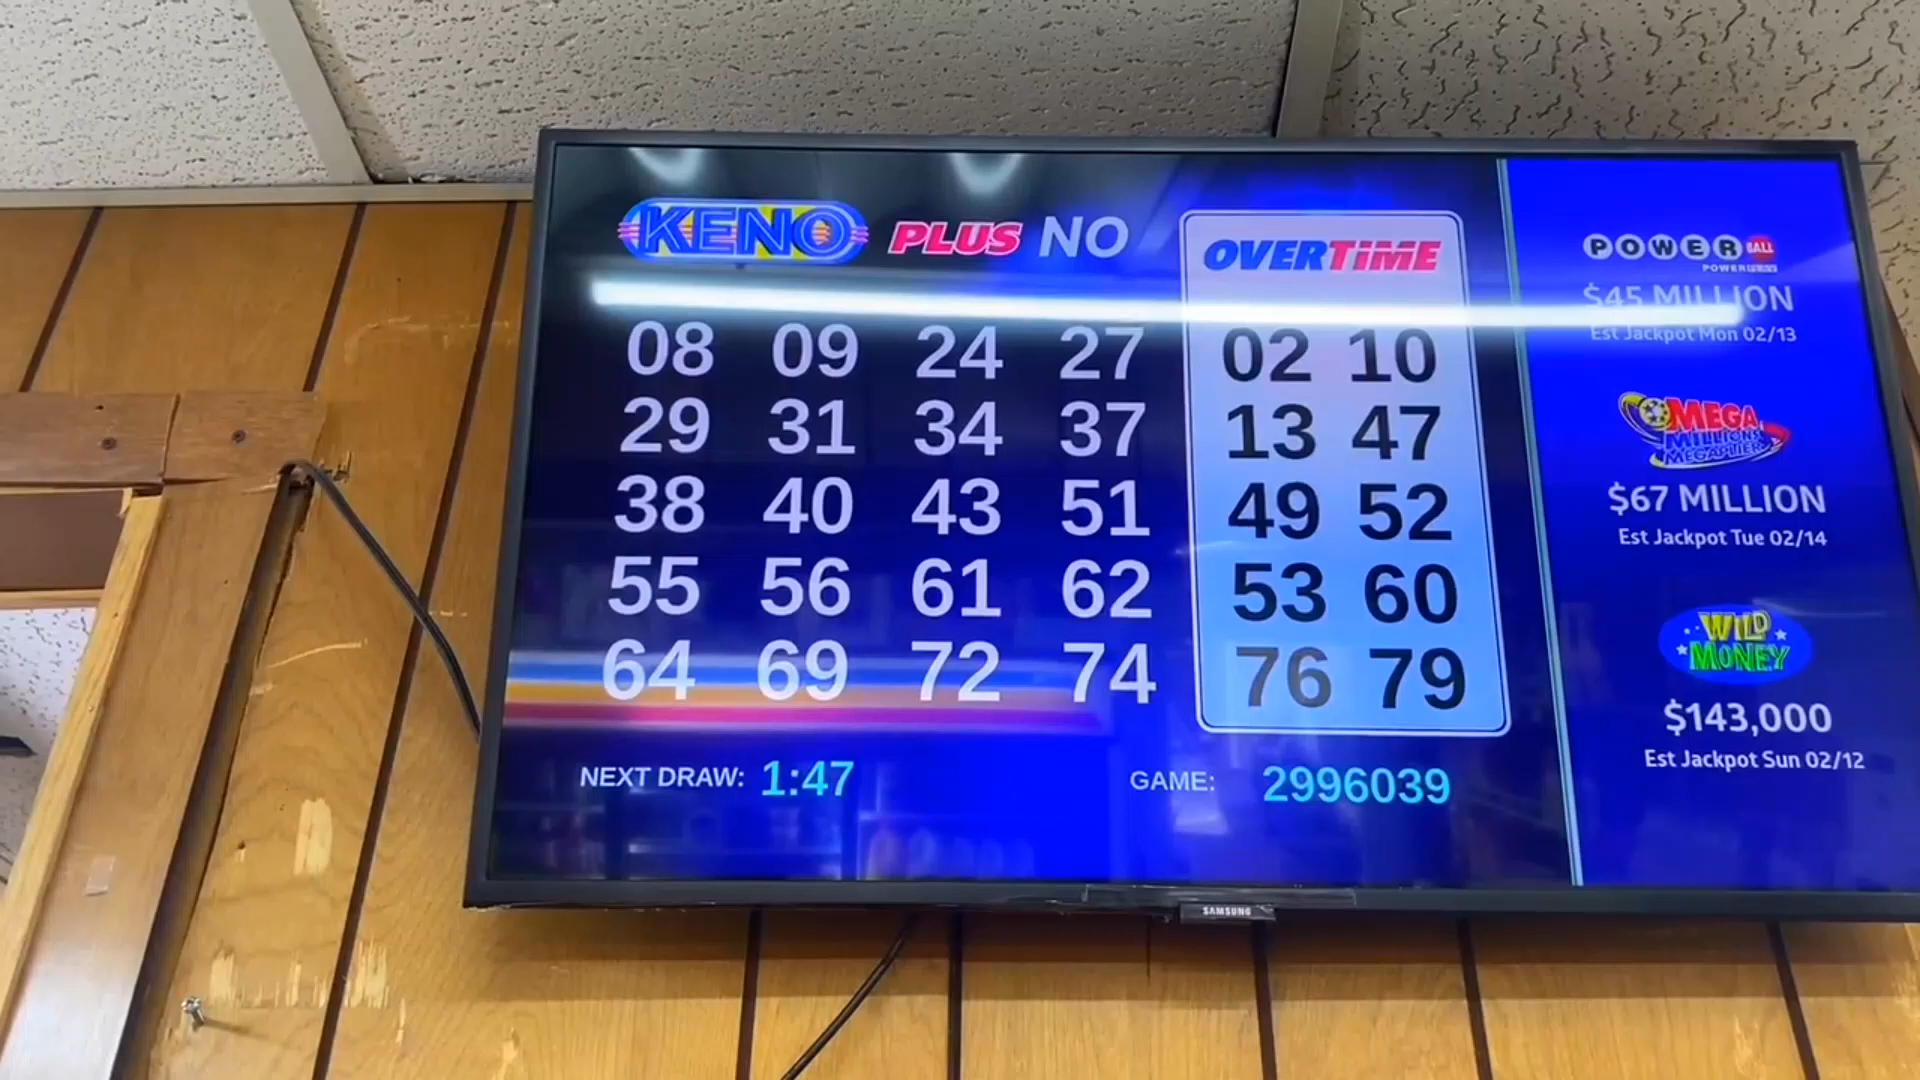 KENO PLUS NO
OVERTIME
08 09 24 27 02 10
29 31 34 37 13 47
38 40 43 51 49 52
55 56 61 62 53 60
64 69 72 74 76 79
NEXT DRAW: 1:47
GAME: 2996039
POWERBALL
$45 MILLION
Est Jackpot Mon 02/13
MEGA
MILLIONS
MEGAPLIER
$67 MILLION
Est Jackpot Tue 02/14
WILD
MONEY
$143,000
Est Jackpot Sun 02/12
SAMSUNG